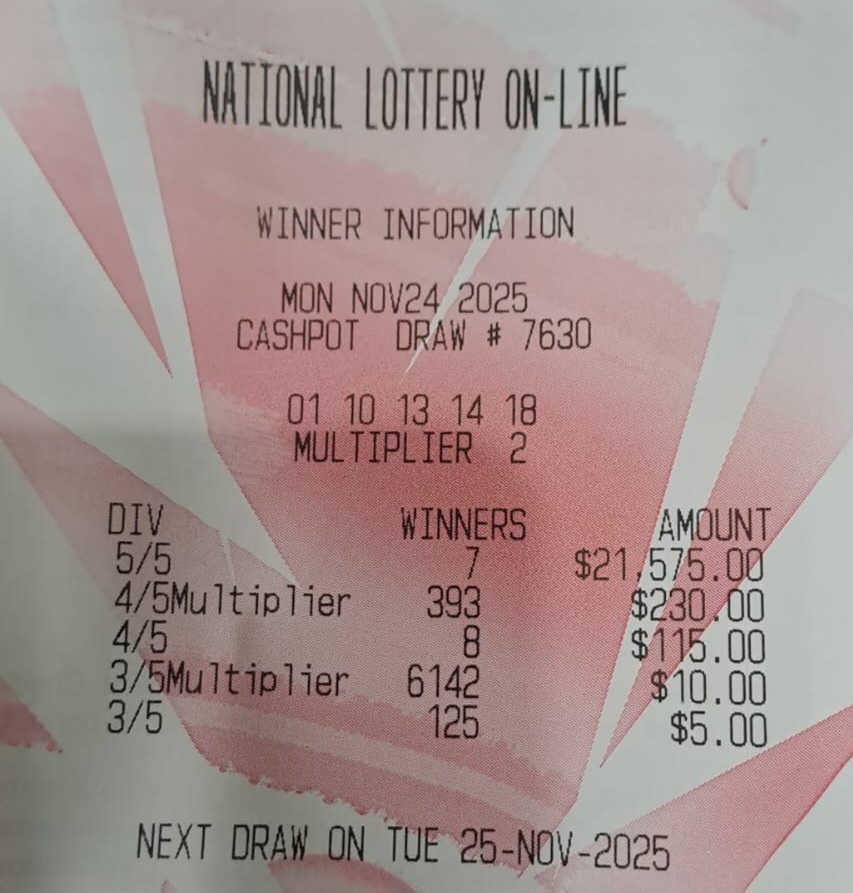 NATIONAL LOTTERY ON-LINE
WINNER INFORMATION
MON NOV24 2025
CASHPOT DRAW # 7630
01 10 13 14 18
MULTIPLIER 2
DIV WINNERS AMOUNT
5/5 7 $21,575.00
4/5Multiplier 393 $230.00
4/5 8 $115.00
3/5Multiplier 6142 $10.00
3/5 125 $5.00
NEXT DRAW ON TUE 25-NOV-2025